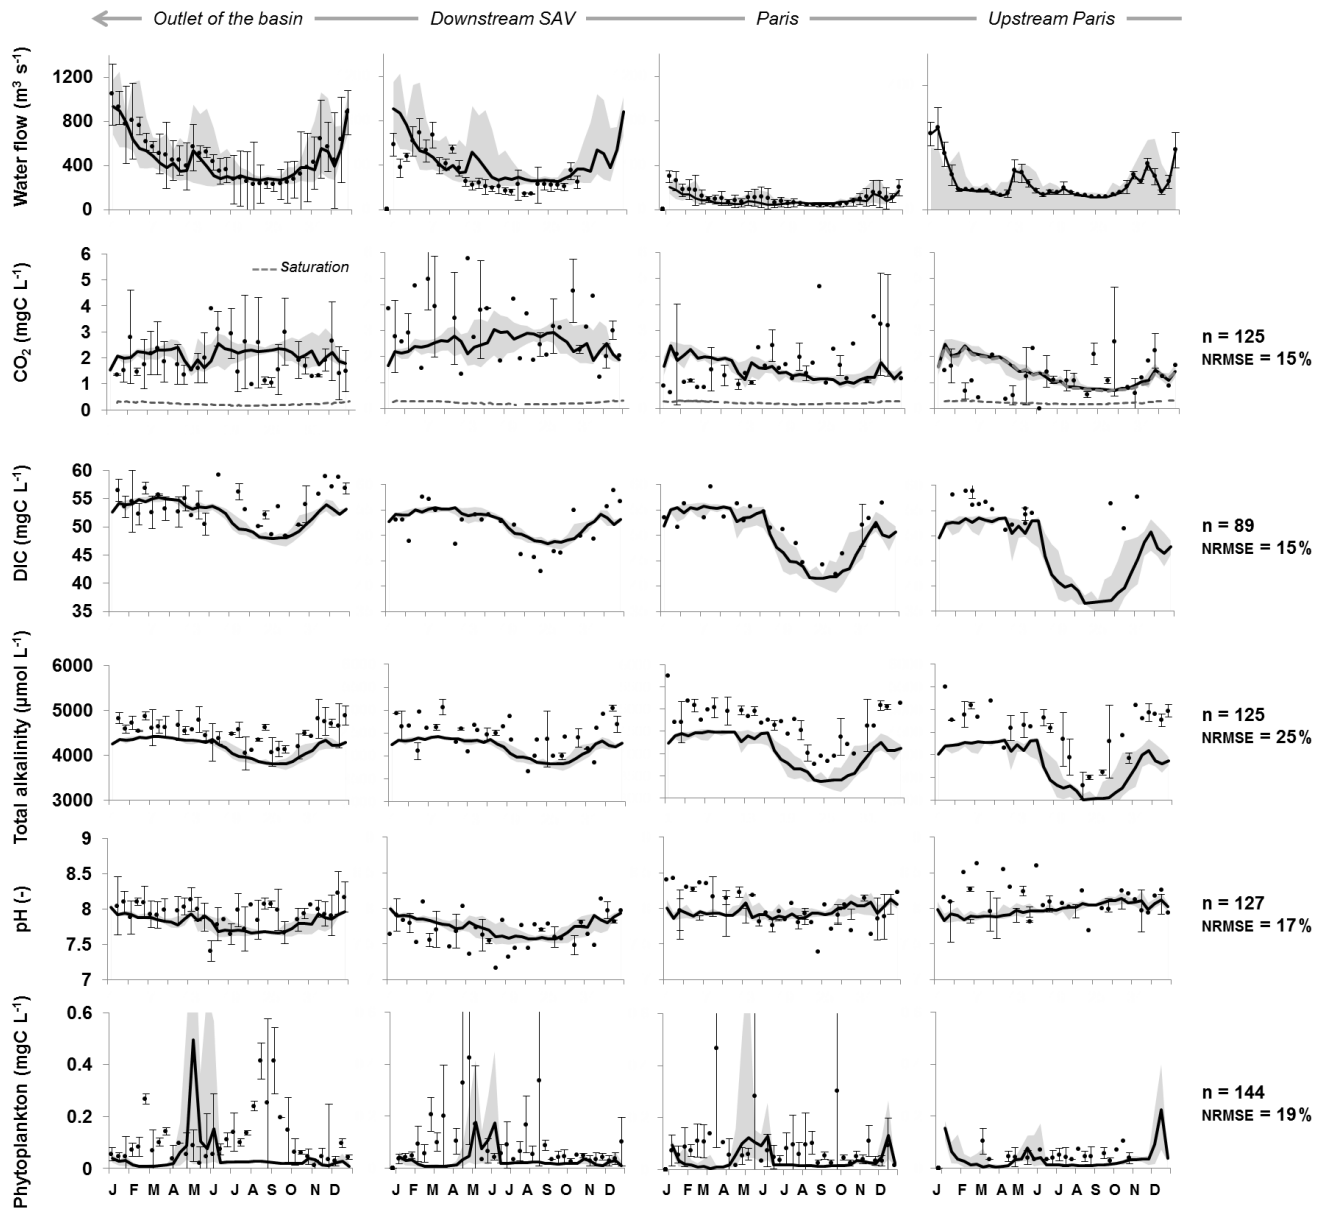 Outlet of the basin Downstream SAV Paris Upstream Paris
Water flow (m³ s⁻¹)
1200
800
400
0
CO₂ (mgC L⁻¹)
6
5
4
3
2
1
0
Saturation
n = 125
NRMSE = 15%
DIC (mgC L⁻¹)
60
55
50
45
40
35
n = 89
NRMSE = 15%
Total alkalinity (µmol L⁻¹)
6000
5000
4000
3000
n = 125
NRMSE = 25%
pH (-)
9
8.5
8
7.5
7
n = 127
NRMSE = 17%
Phytoplankton (mgC L⁻¹)
0.6
0.4
0.2
0
n = 144
NRMSE = 19%
J F M A M J J A S O N D J F M A M J J A S O N D J F M A M J J A S O N D J F M A M J J A S O N D